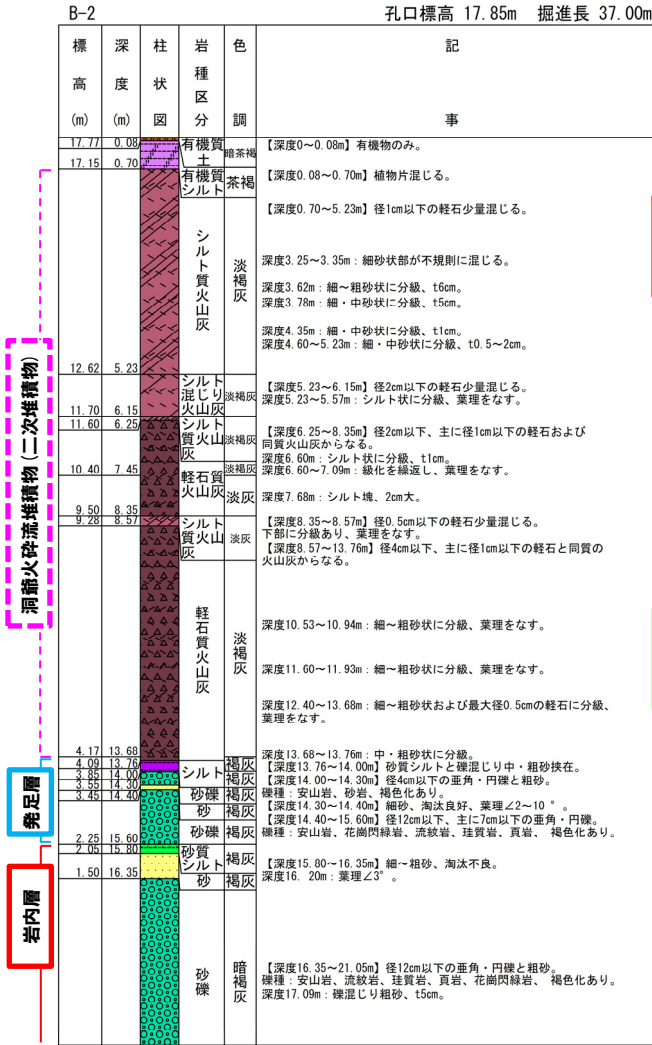 B-2
孔口標高 17.85m 掘進長 37.00m
標高(m)
深度(m)
柱状図
岩種区分
色調
記事
17.77 0.08 有機質土 暗茶褐 【深度0～0.08m】有機物のみ。
17.15 0.70
有機質シルト 茶褐 【深度0.08～0.70m】植物片混じる。
【深度0.70～5.23m】径1cm以下の軽石少量混じる。
シルト質火山灰 淡褐灰
深度3.25～3.35m：細砂状部が不規則に混じる。
深度3.62m：細～粗砂状に分級、t6cm。
深度3.78m：細・中砂状に分級、t5cm。
深度4.35m：細・中砂状に分級、t1cm。
深度4.60～5.23m：細・中砂状に分級、t0.5～2cm。
12.62 5.23
シルト混じり火山灰 淡褐灰 【深度5.23～6.15m】径2cm以下の軽石少量混じる。
深度5.23～5.57m：シルト状に分級、葉理をなす。
11.70 6.15
11.60 6.25
シルト質火山灰 淡褐灰 【深度6.25～8.35m】径2cm以下、主に径1cm以下の軽石および
同質火山灰からなる。
深度6.60m：シルト状に分級、t1cm。
10.40 7.45 淡褐灰 深度6.60～7.09m：級化を繰返し、葉理をなす。
軽石質火山灰 淡灰 深度7.68m：シルト塊、2cm大。
9.50 8.35
9.28 8.57
シルト質火山灰 淡灰 【深度8.35～8.57m】径0.5cm以下の軽石少量混じる。
下部に分級あり、葉理をなす。
【深度8.57～13.76m】径4cm以下、主に径1cm以下の軽石と同質の
火山灰からなる。
軽石質火山灰 淡褐灰
深度10.53～10.94m：細～粗砂状に分級、葉理をなす。
深度11.60～11.93m：細～粗砂状に分級、葉理をなす。
深度12.40～13.68m：細～粗砂状および最大径0.5cmの軽石に分級、
葉理をなす。
4.17 13.68 深度13.68～13.76m：中・粗砂状に分級。
4.09 13.76 褐灰 【深度13.76～14.00m】砂質シルトと礫混じり中・粗砂挟在。
3.85 14.00 シルト 褐灰 【深度14.00～14.30m】径4cm以下の亜角・円礫と粗砂。
3.55 14.30 砂礫 褐灰 礫種：安山岩、砂岩、褐色化あり。
3.45 14.40 砂 褐灰 【深度14.30～14.40m】細砂、淘汰良好、葉理∠2～10°。
【深度14.40～15.60m】径12cm以下、主に7cm以下の亜角・円礫。
砂礫 褐灰 礫種：安山岩、花崗閃緑岩、流紋岩、珪質岩、頁岩、褐色化あり。
2.25 15.60
2.05 15.80 砂質シルト 褐灰 【深度15.80～16.35m】細～粗砂、淘汰不良。
1.50 16.35 砂 褐灰 深度16. 20m：葉理∠3°。
砂礫 暗褐灰 【深度16.35～21.05m】径12cm以下の亜角・円礫と粗砂。
礫種：安山岩、流紋岩、珪質岩、頁岩、花崗閃緑岩、褐色化あり。
深度17.09m：礫混じり粗砂、t5cm。
洞爺火砕流堆積物(二次堆積物)
発足層
岩内層